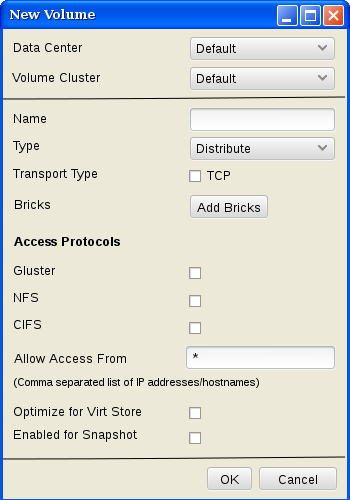 New Volume
Data Center Default
Volume Cluster Default
Name
Type Distribute
Transport Type TCP
Bricks Add Bricks
Access Protocols
Gluster
NFS
CIFS
Allow Access From *
(Comma separated list of IP addresses/hostnames)
Optimize for Virt Store
Enabled for Snapshot
OK Cancel